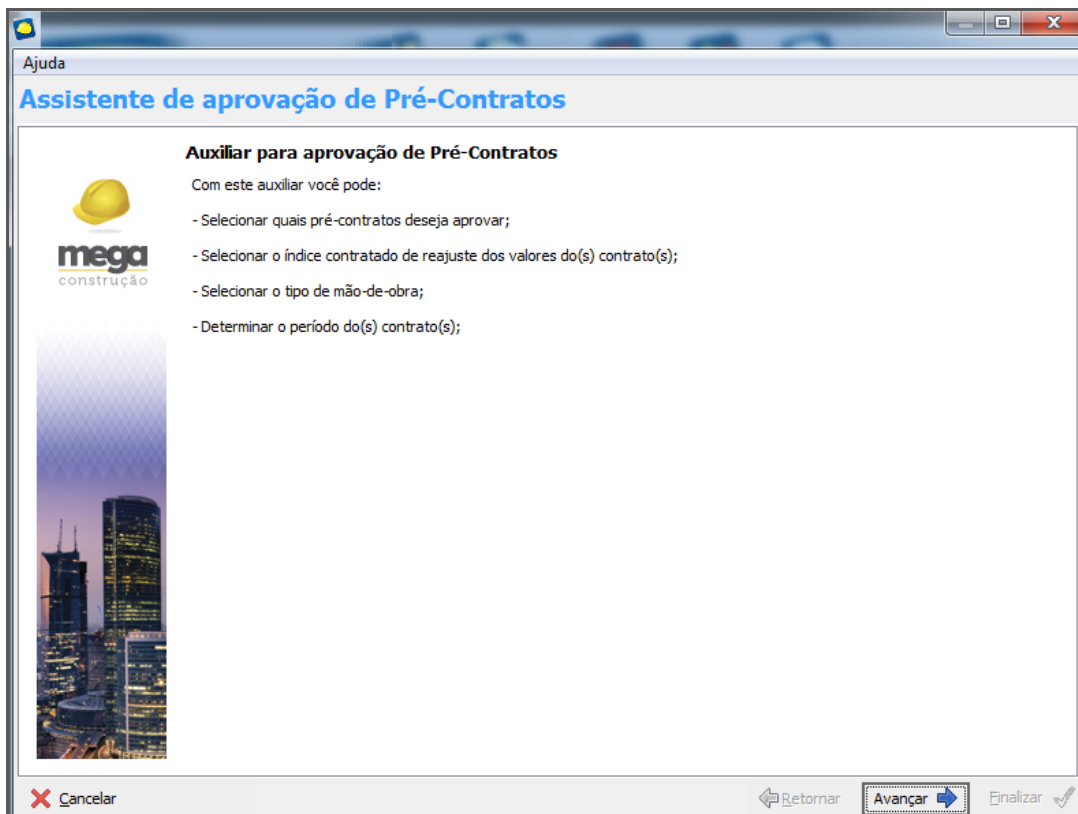 Ajuda
Assistente de aprovação de Pré-Contratos
Auxiliar para aprovação de Pré-Contratos
Com este auxiliar você pode:
- Selecionar quais pré-contratos deseja aprovar;
- Selecionar o índice contratado de reajuste dos valores do(s) contrato(s);
- Selecionar o tipo de mão-de-obra;
- Determinar o período do(s) contrato(s);
mega
construção
Cancelar
Retornar
Avançar
Finalizar